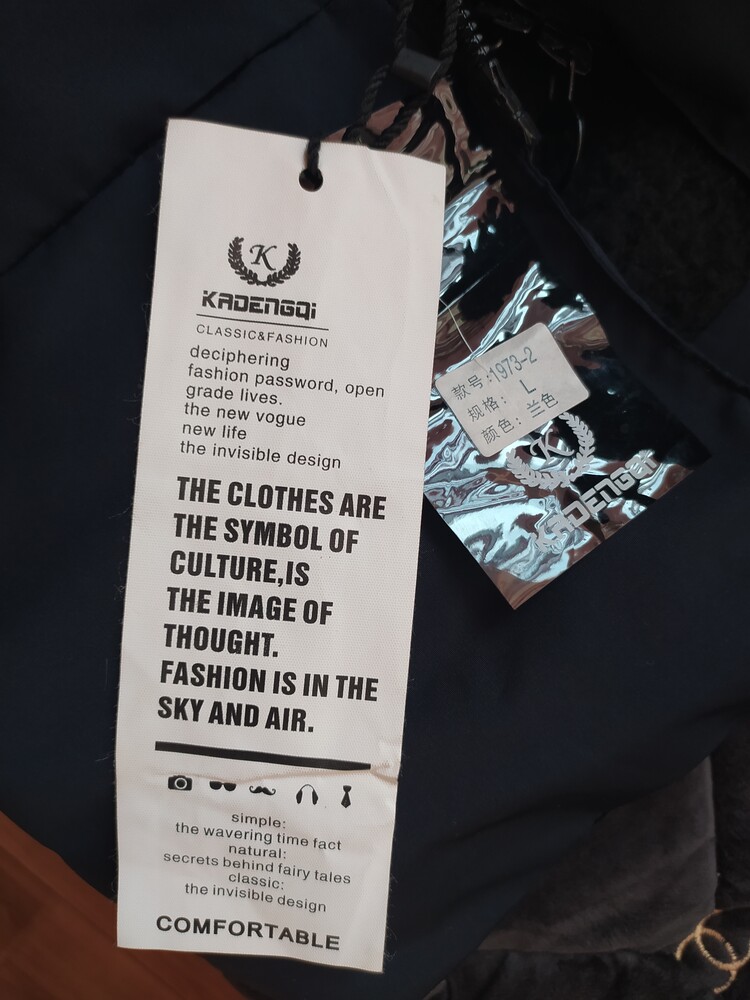 K
KADENGQI
CLASSIC&FASHION
deciphering
fashion password, open
grade lives.
the new vogue
new life
the invisible design
THE CLOTHES ARE
THE SYMBOL OF
CULTURE,IS
THE IMAGE OF
THOUGHT.
FASHION IS IN THE
SKY AND AIR.
simple:
the wavering time fact
natural:
secrets behind fairy tales
classic:
the invisible design
COMFORTABLE
款号:1973-2
规格: L
颜色: 兰色
K
KADENGQI